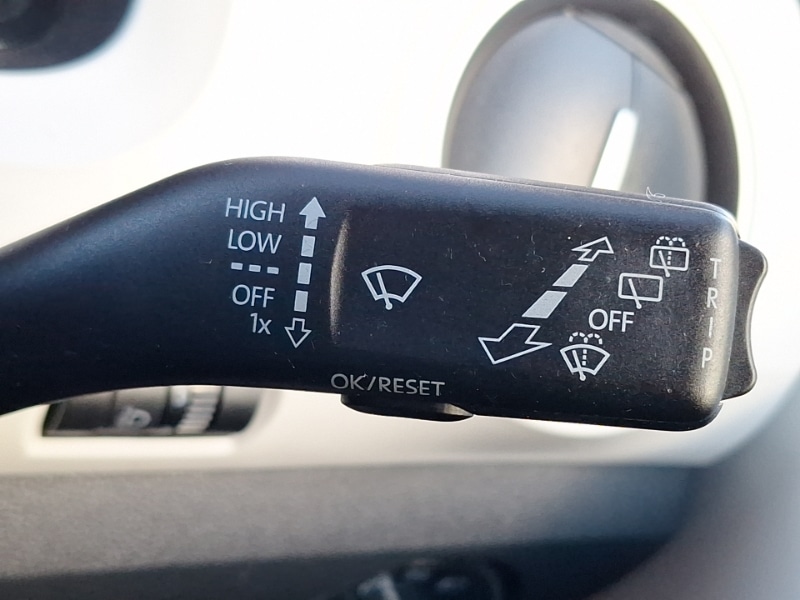 HIGH
LOW
---
OFF
1x
OK/RESET
OFF
TRIP